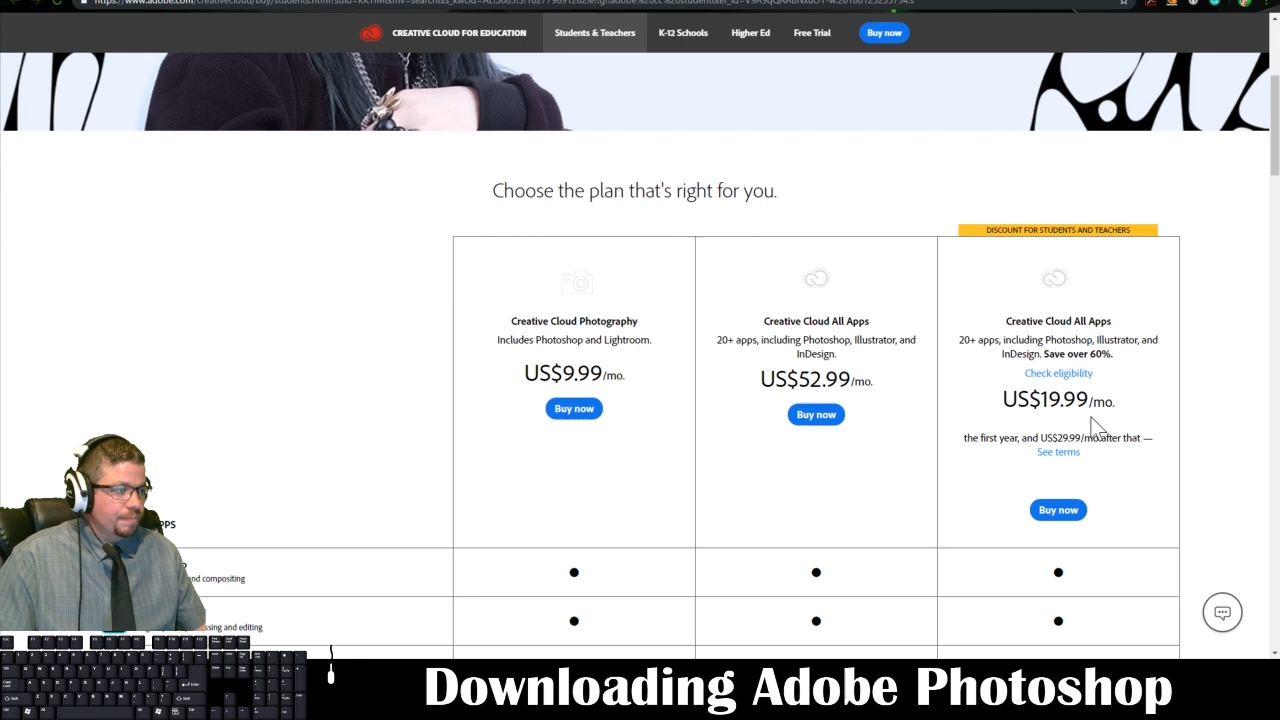 CREATIVE CLOUD FOR EDUCATION
Students & Teachers
K-12 Schools
Higher Ed
Free Trial
Buy now
Choose the plan that's right for you.
DISCOUNT FOR STUDENTS AND TEACHERS
Creative Cloud Photography
Includes Photoshop and Lightroom.
US$9.99/mo.
Buy now
Creative Cloud All Apps
20+ apps, including Photoshop, Illustrator, and
InDesign.
US$52.99/mo.
Buy now
Creative Cloud All Apps
20+ apps, including Photoshop, Illustrator, and
InDesign. Save over 60%.
Check eligibility
US$19.99/mo.
the first year, and US$29.99/mo after that —
See terms
Buy now
and compositing
and editing
Downloading Adobe Photoshop